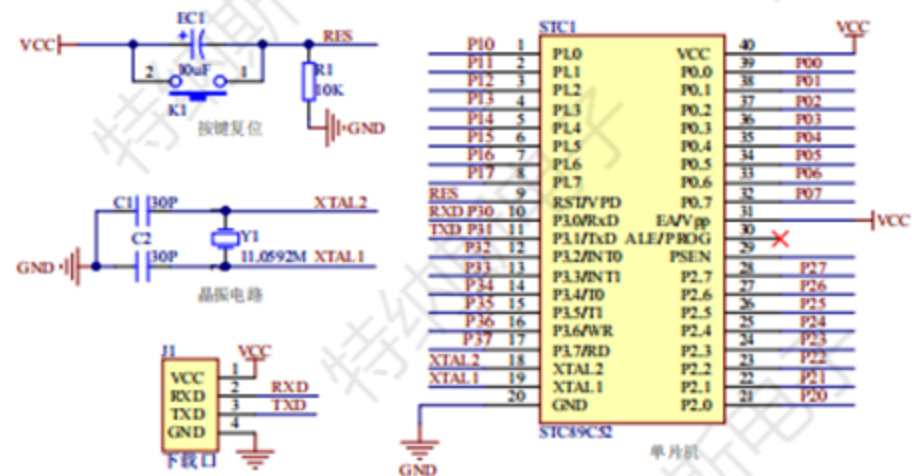 EC1
VCC
RES
10uF
2
1
K1
R1
10K
GND
按键复位
C1
30P
XTAL2
C2
30P
Y1
11.0592M
XTAL1
GND
晶振电路
J1
VCC
VCC 1
RXD 2 RXD
TXD 3 TXD
GND 4
下载口
STC1
VCC
P10 1 P1.0 VCC 40
P11 2 P1.1 P0.0 39 P00
P12 3 P1.2 P0.1 38 P01
P13 4 P1.3 P0.2 37 P02
P14 5 P1.4 P0.3 36 P03
P15 6 P1.5 P0.4 35 P04
P16 7 P1.6 P0.5 34 P05
P17 8 P1.7 P0.6 33 P06
RES 9 RST/VPD P0.7 32 P07
RXD P30 10 P3.0/RxD EA/Vpp 31 VCC
TXD P31 11 P3.1/TxD ALE/PROG 30
P32 12 P3.2/INT0 PSEN 29
P33 13 P3.3/INT1 P2.7 28 P27
P34 14 P3.4/T0 P2.6 27 P26
P35 15 P3.5/T1 P2.5 26 P25
P36 16 P3.6/WR P2.4 25 P24
P37 17 P3.7/RD P2.3 24 P23
XTAL2 18 XTAL2 P2.2 23 P22
XTAL1 19 XTAL1 P2.1 22 P21
20 GND P2.0 21 P20
STC89C52
GND
单片机
特纳斯
特纳斯电子
斯电子